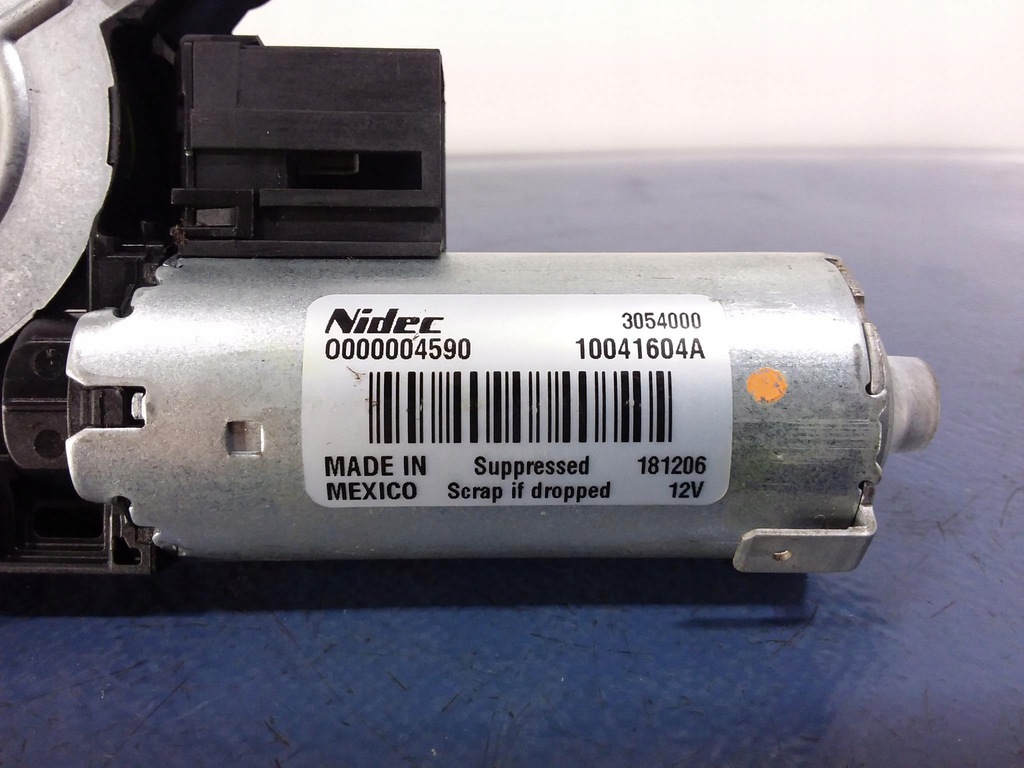 Nidec 3054000
0000004590 10041604A
MADE IN Suppressed 181206
MEXICO Scrap if dropped 12V